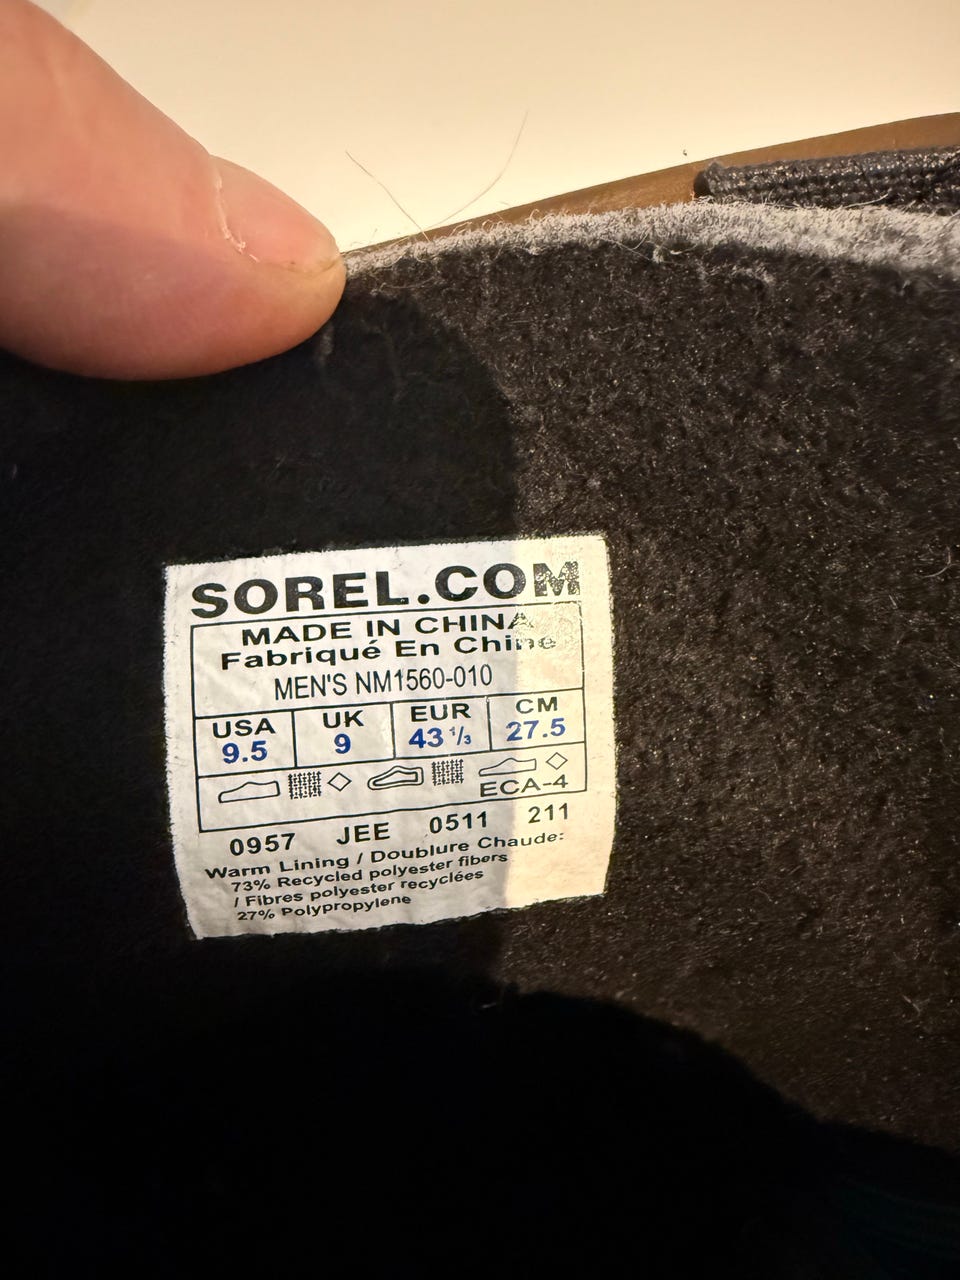 SOREL.COM
MADE IN CHINA
Fabriqué En Chine
MEN'S NM1560-010
USA UK EUR CM
9.5 9 43 1/3 27.5
ECA-4
0957 JEE 0511 211
Warm Lining / Doublure Chaude:
73% Recycled polyester fibers
/ Fibres polyester recyclées
27% Polypropylene